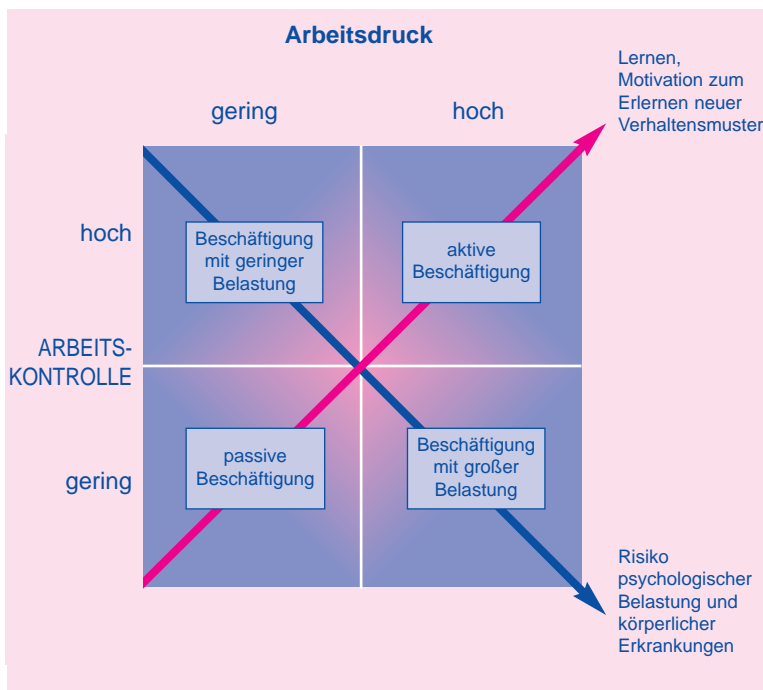 Arbeitsdruck
gering
hoch
Lernen,
Motivation zum
Erlernen neuer
Verhaltensmuster
hoch
Beschäftigung
mit geringer
Belastung
aktive
Beschäftigung
ARBEITS-
KONTROLLE
gering
passive
Beschäftigung
Beschäftigung
mit großer
Belastung
Risiko
psychologischer
Belastung und
körperlicher
Erkrankungen